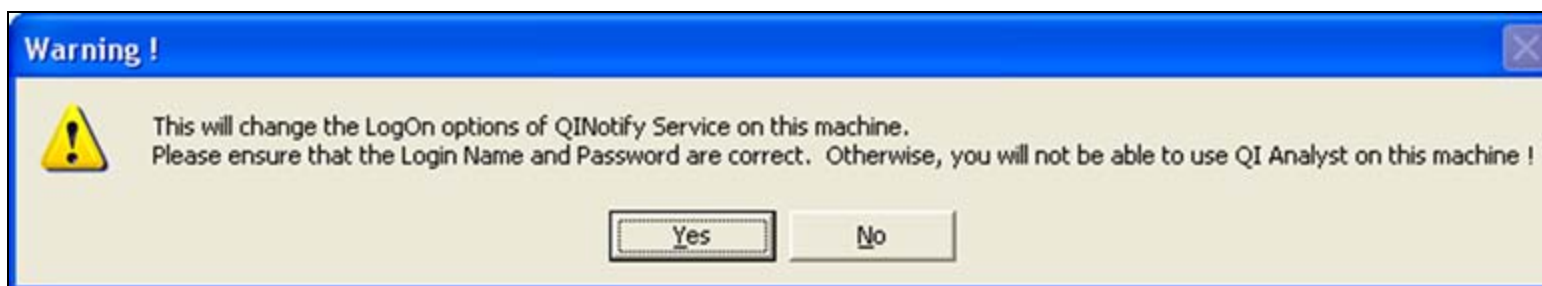 Warning !
This will change the LogOn options of QINotify Service on this machine.
Please ensure that the Login Name and Password are correct.  Otherwise, you will not be able to use QI Analyst on this machine !
Yes No